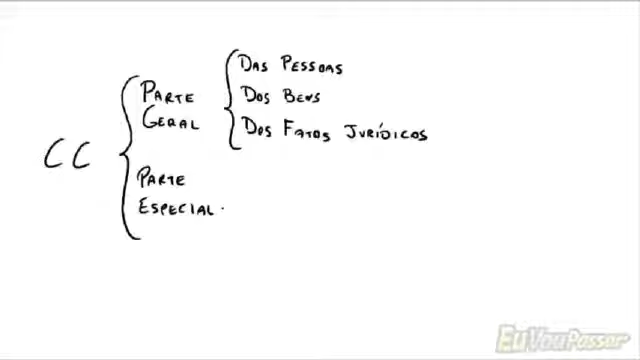 DAS PESSOAS
PARTE
GERAL
DOS BENS
DOS FATOS JURÍDICOS
CC
PARTE
ESPECIAL
EuVouPassar